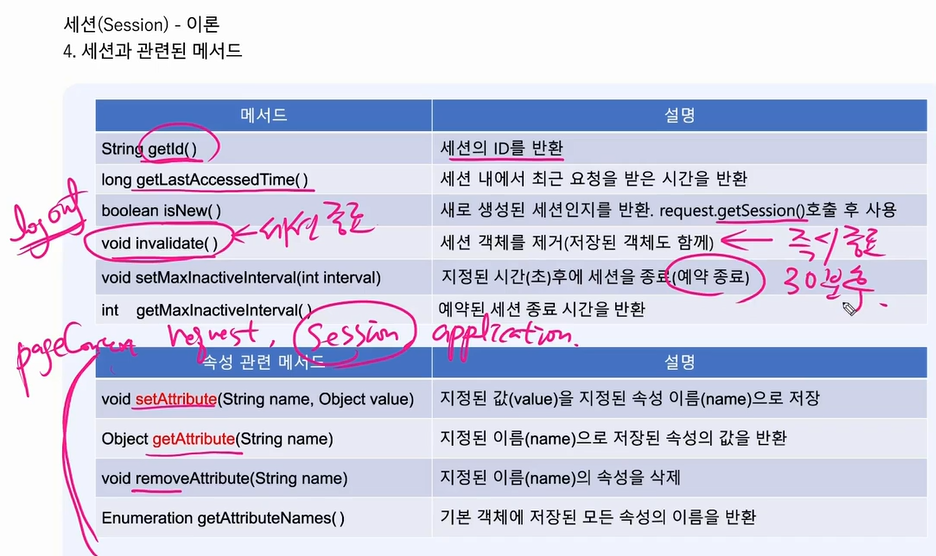 세션(Session) - 이론
4. 세션과 관련된 메서드
메서드 설명
String getId( ) 세션의 ID를 반환
long getLastAccessedTime( ) 세션 내에서 최근 요청을 받은 시간을 반환
boolean isNew( ) 새로 생성된 세션인지를 반환. request.getSession()호출 후 사용
logout
void invalidate( ) 세션 객체를 제거(저장된 객체도 함께)
세션 종료
즉시 종료
void setMaxInactiveInterval(int interval) 지정된 시간(초)후에 세션을 종료(예약 종료)
30분후
int getMaxInactiveInterval( ) 예약된 세션 종료 시간을 반환
request, session application.
속성 관련 메서드 설명
void setAttribute(String name, Object value) 지정된 값(value)을 지정된 속성 이름(name)으로 저장
Object getAttribute(String name) 지정된 이름(name)으로 저장된 속성의 값을 반환
void removeAttribute(String name) 지정된 이름(name)의 속성을 삭제
Enumeration getAttributeNames( ) 기본 객체에 저장된 모든 속성의 이름을 반환